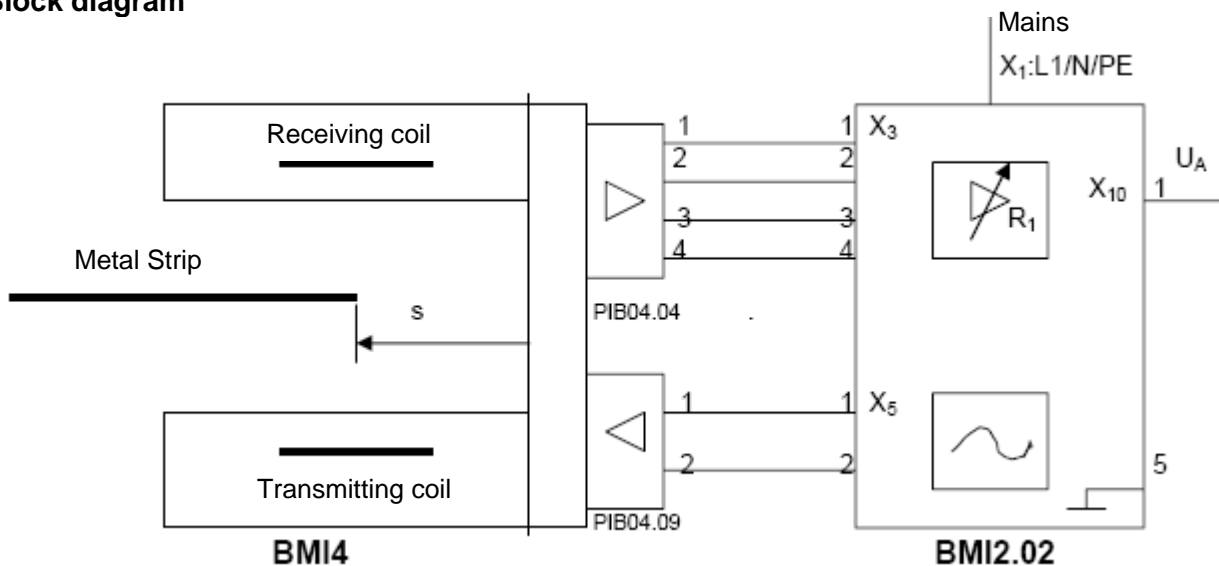 Block diagram
Mains
X1:L1/N/PE
Receiving coil
1 1 X3
2 2
UA
X10 1
R1
3 3
4 4
Metal Strip
s
PIB04.04
1 1 X5
2 2
5
Transmitting coil
PIB04.09
BMI4
BMI2.02